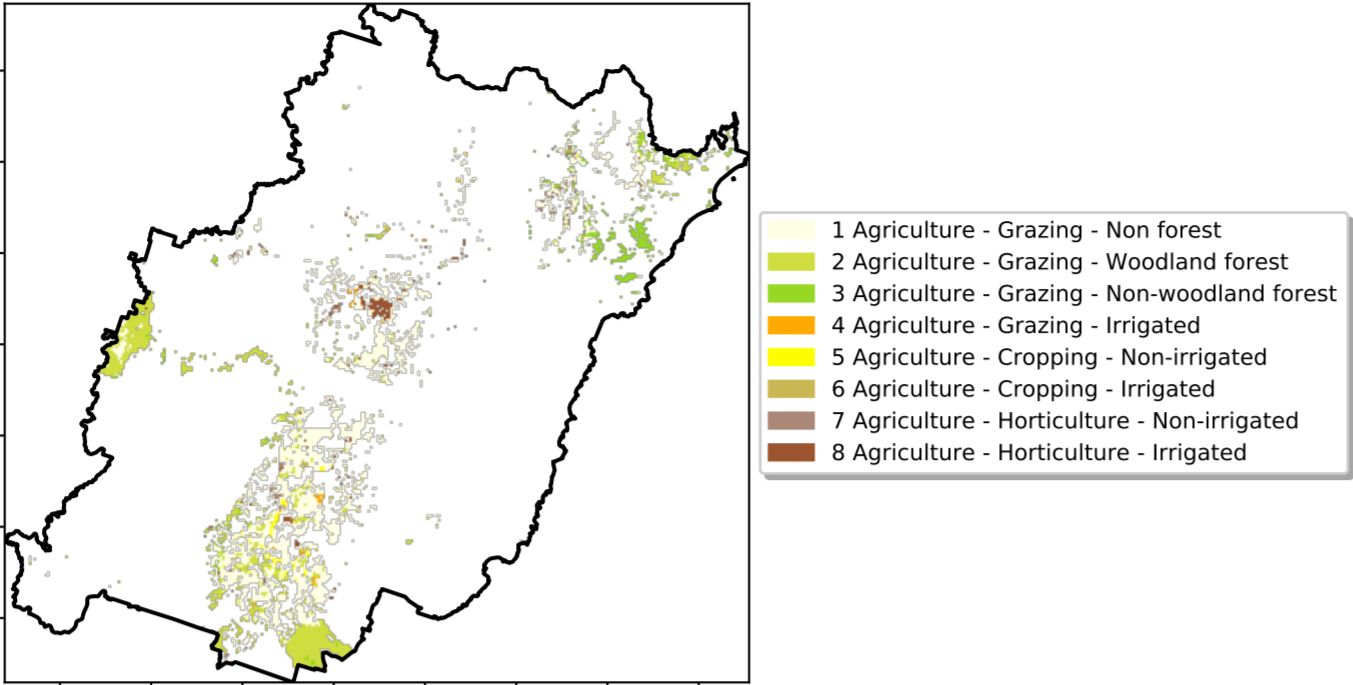 1 Agriculture - Grazing - Non forest
2 Agriculture - Grazing - Woodland forest
3 Agriculture - Grazing - Non-woodland forest
4 Agriculture - Grazing - Irrigated
5 Agriculture - Cropping - Non-irrigated
6 Agriculture - Cropping - Irrigated
7 Agriculture - Horticulture - Non-irrigated
8 Agriculture - Horticulture - Irrigated